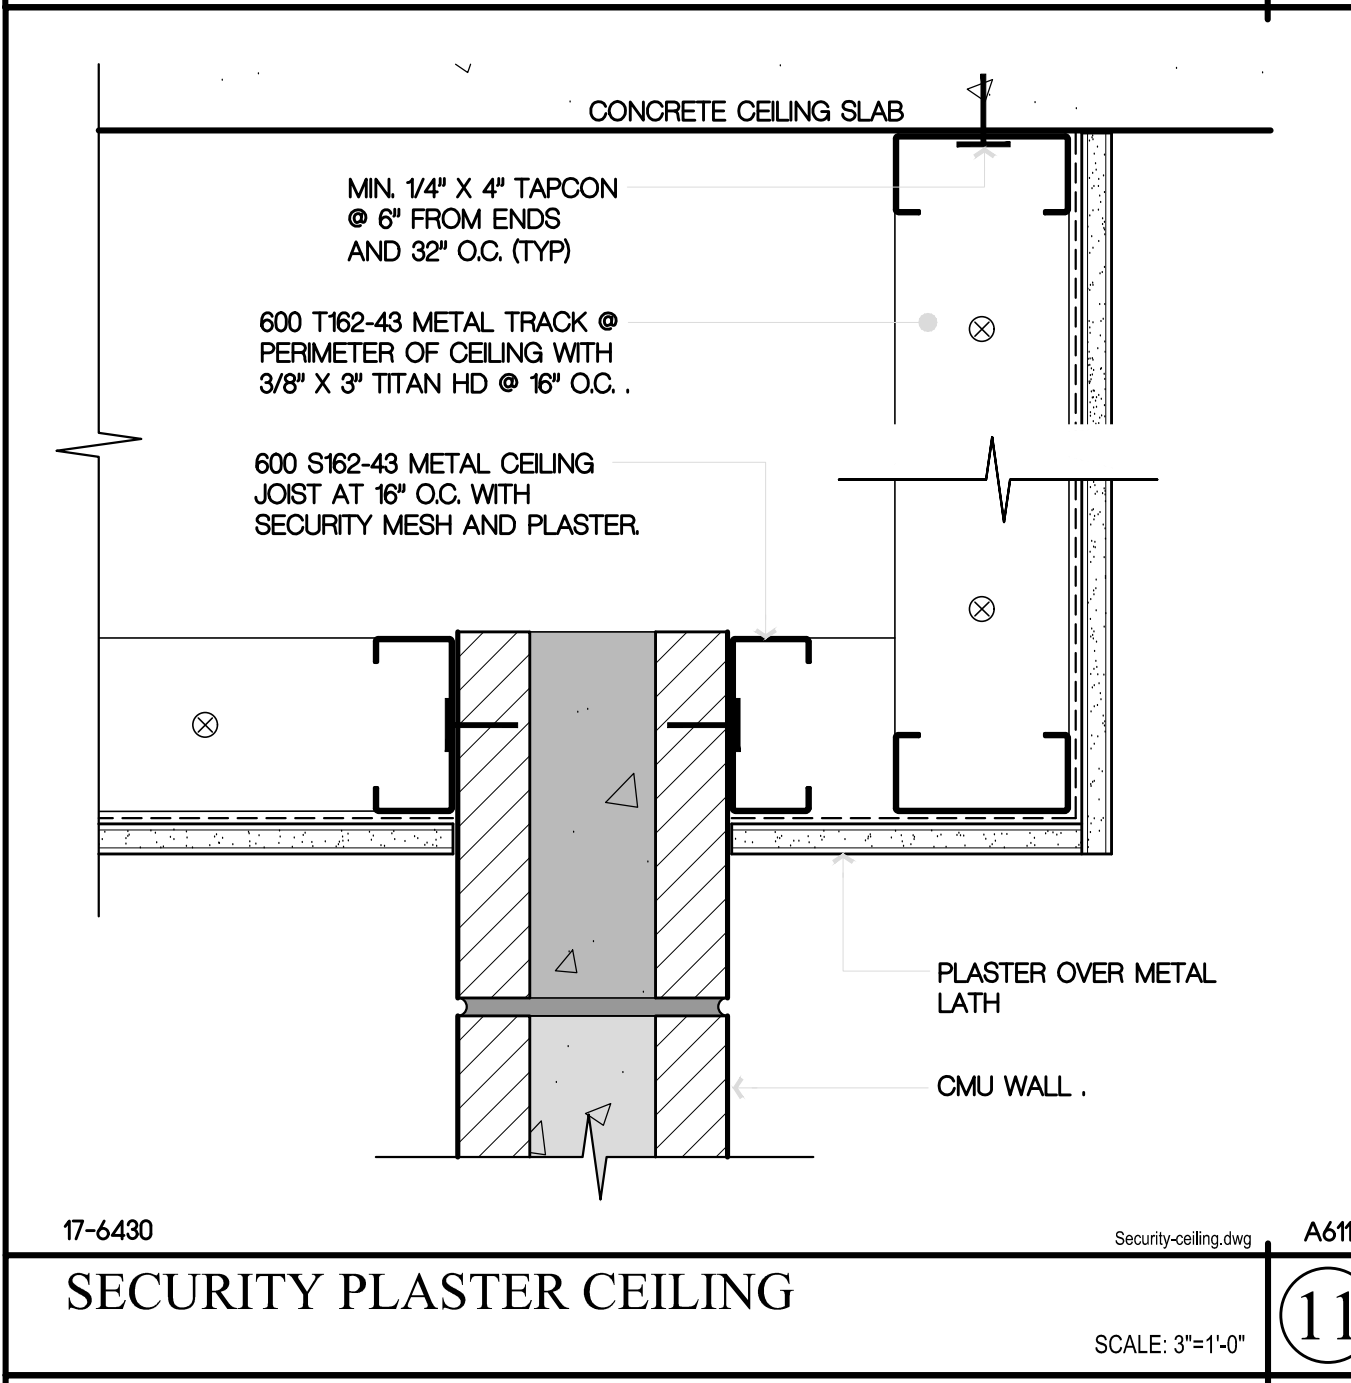 CONCRETE CEILING SLAB
MIN. 1/4" X 4" TAPCON
@ 6" FROM ENDS
AND 32" O.C. (TYP)
600 T162-43 METAL TRACK @
PERIMETER OF CEILING WITH
3/8" X 3" TITAN HD @ 16" O.C. .
600 S162-43 METAL CEILING
JOIST AT 16" O.C. WITH
SECURITY MESH AND PLASTER.
PLASTER OVER METAL
LATH
CMU WALL .
17-6430
Security-ceiling.dwg
A611
SECURITY PLASTER CEILING
SCALE: 3"=1'-0"
11